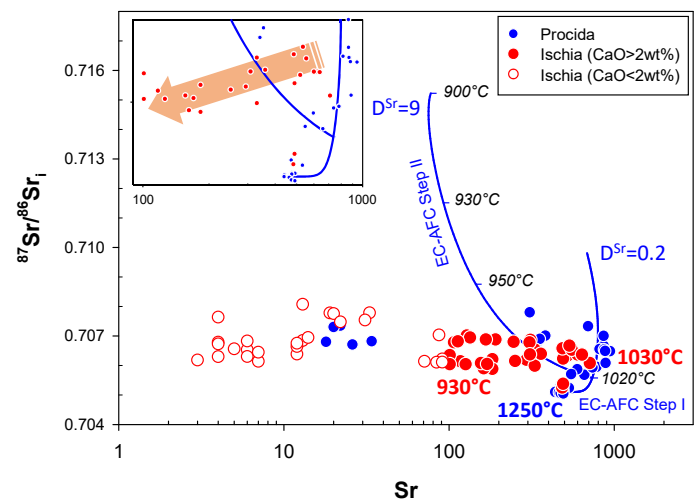 Procida
Ischia (CaO>2wt%)
Ischia (CaO<2wt%)
0.716
0.713
0.710
0.707
0.704
⁸⁷Sr/⁸⁶Srᵢ
100
1000
DSr=9
900°C
930°C
950°C
EC-AFC Step II
DSr=0.2
1030°C
930°C
1020°C
1250°C
EC-AFC Step I
1
10
100
1000
Sr